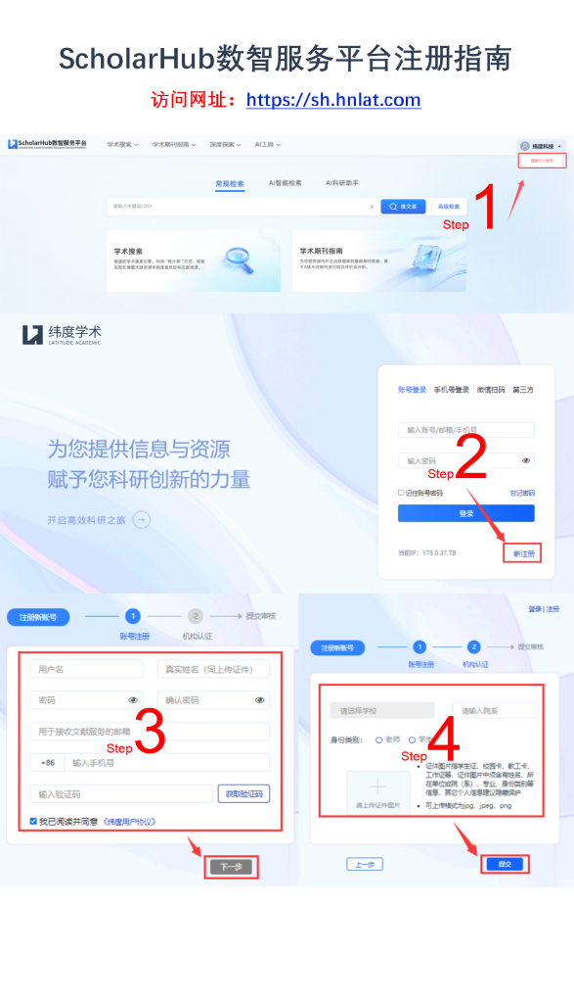 ScholarHub数智服务平台注册指南
访问网址：https://sh.hnlat.com
ScholarHub数智服务平台
学术搜索 学术期刊指南 深度探索 AI工具
纬度科技
常规检索 AI智能检索 AI科研助手
请输入关键词/DOI
搜文章 高级检索
Step 1
学术搜索
学术期刊指南
纬度学术
LATITUDE ACADEMIC
账号登录 手机号登录 微信扫码 第三方
输入账号/邮箱/手机号
输入密码
Step 2
记住账号密码 忘记密码
登录
当前IP：175.0.37.78 新注册
为您提供信息与资源
赋予您科研创新的力量
开启高效科研之旅
注册新账号 1 2 提交审核
账号注册 机构认证
用户名 真实姓名（同上传证件）
密码 确认密码
用于接收文献服务的邮箱
Step 3
+86 输入手机号
输入验证码 获取验证码
我已阅读并同意《纬度用户协议》
下一步
登录 | 注册
注册新账号 1 2 提交审核
账号注册 机构认证
请选择学校 请输入院系
身份类别： 老师 学生
Step 4
证件图片指学生证、校园卡、教工卡、
工作证等，证件图片中须含有姓名、所
在单位或院（系）、专业、身份类别等
信息，其它个人信息建议隐藏保护
请上传证件图片
可上传格式为jpg、jpeg、png
上一步 提交